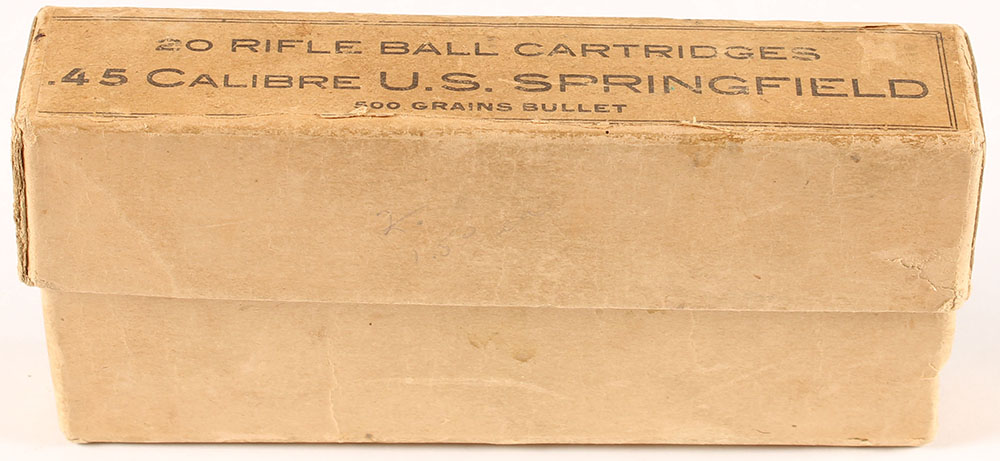 20 RIFLE BALL CARTRIDGES
.45 CALIBRE U.S. SPRINGFIELD
500 GRAINS BULLET